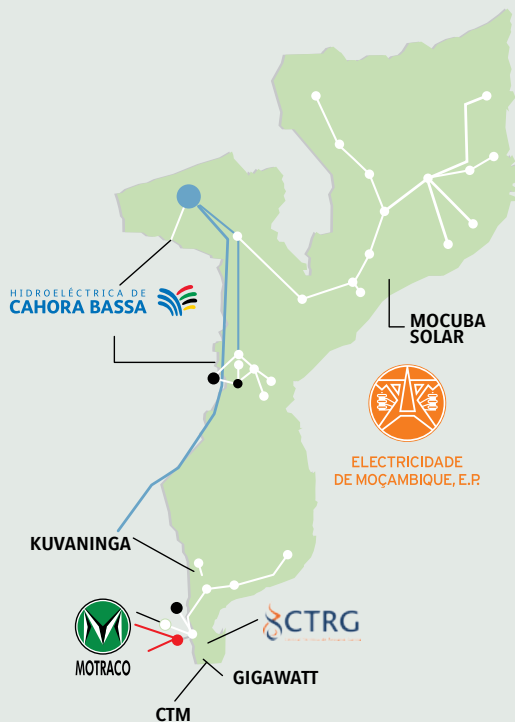 HIDROELÉCTRICA DE
CAHORA BASSA
MOCUBA
SOLAR
ELECTRICIDADE
DE MOÇAMBIQUE, E.P.
KUVANINGA
MOTRACO
CTRG
GIGAWATT
CTM